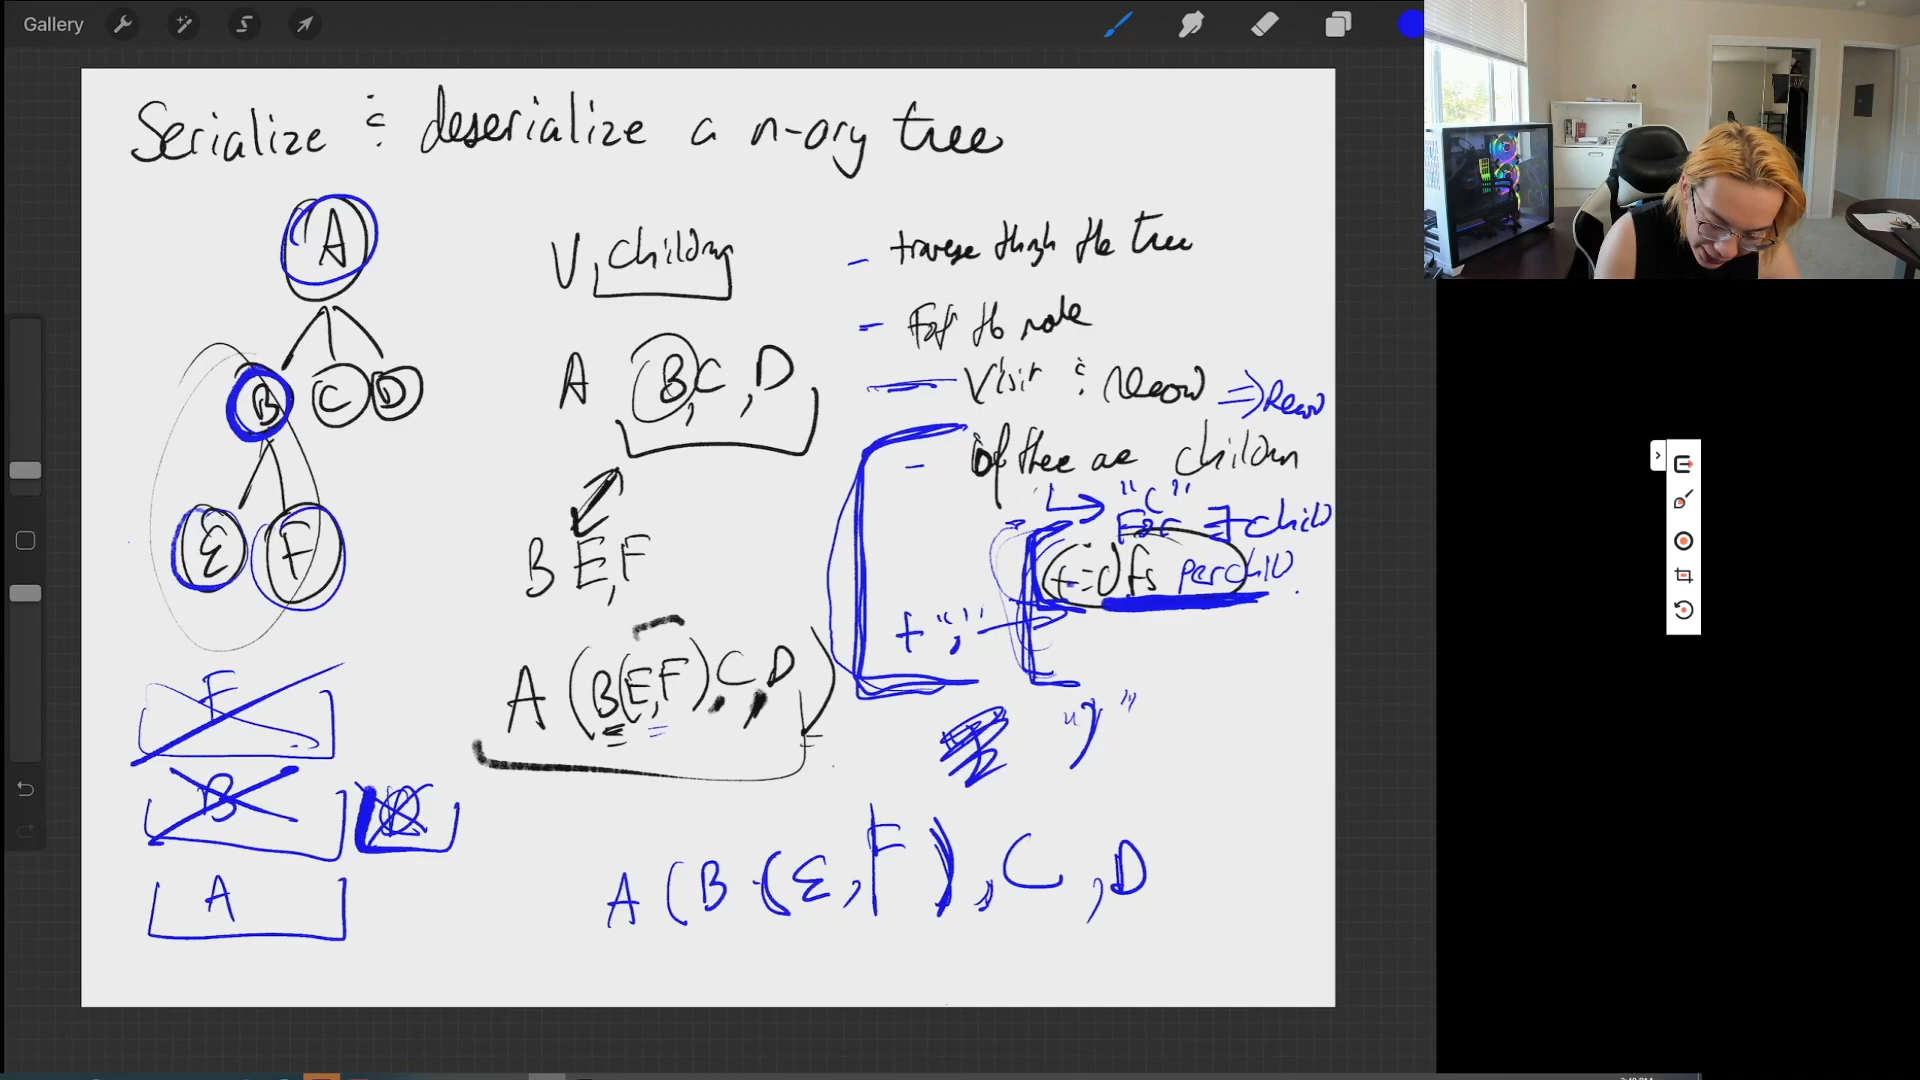 Gallery
Serialize & deserialize a n-ary tree
A
B C D
E F
V, Children
A B, C, D
B E, F
A (B(E,F), C, D)
- traverse through the tree
- For the node
- Visit & record => Record
- if there are children
↳ "("
For ∃ child
t = dfs per child
+ ","
")"
F
B D
A
A (B (E, F), C, D